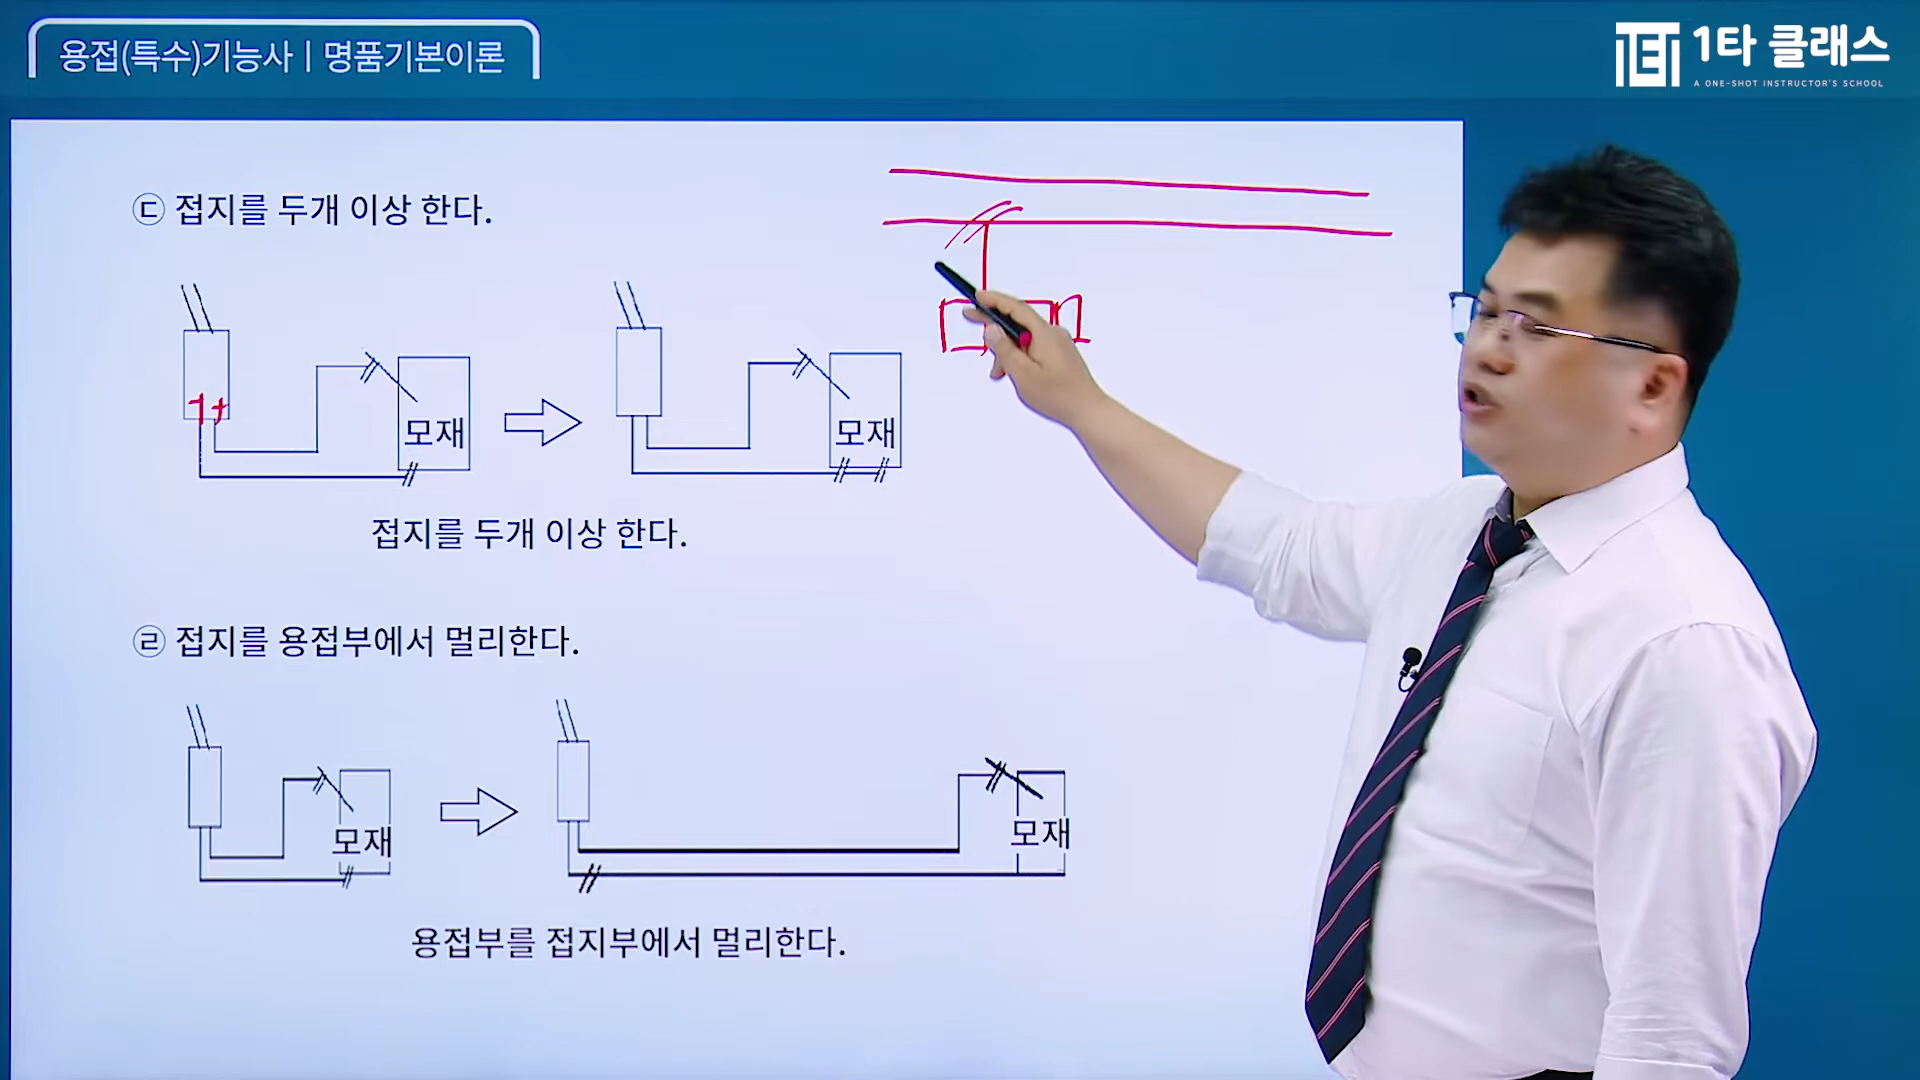 용접(특수)기능사 | 명품기본이론
1타 클래스
A ONE-SHOT INSTRUCTOR'S SCHOOL
㉢ 접지를 두개 이상 한다.
모재
모재
접지를 두개 이상 한다.
㉣ 접지를 용접부에서 멀리한다.
모재
모재
용접부를 접지부에서 멀리한다.